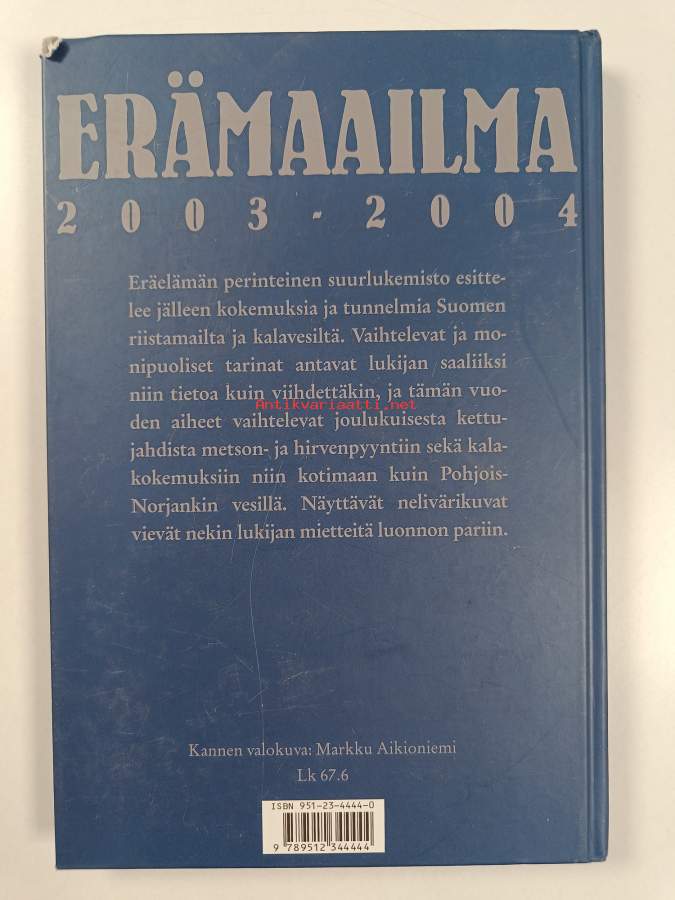 ERÄMAAILMA
2003-2004
Eräelämän perinteinen suurlukemisto esitte-
lee jälleen kokemuksia ja tunnelmia Suomen
riistamailta ja kalavesiltä. Vaihtelevat ja mo-
nipuoliset tarinat antavat lukijan saaliiksi
niin tietoa kuin viihdettäkin, ja tämän vuo-
Antikvariaatti.net
den aiheet vaihtelevat joulukuisesta kettu-
jahdista metson- ja hirvenpyyntiin sekä kala-
kokemuksiin niin kotimaan kuin Pohjois-
Norjankin vesillä. Näyttävät nelivärikuvat
vievät nekin lukijan mietteitä luonnon pariin.
Kannen valokuva: Markku Aikioniemi
Lk 67.6
ISBN 951-23-4444-0
9 789512 344444